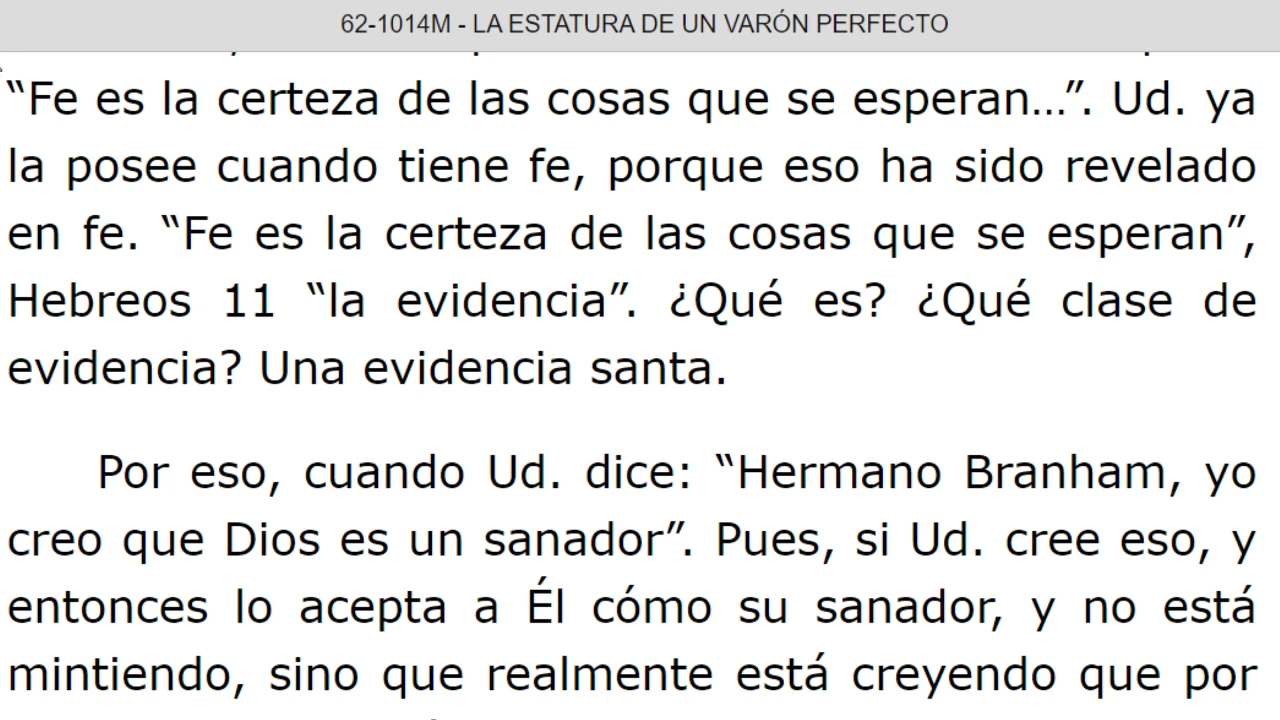 62-1014M - LA ESTATURA DE UN VARÓN PERFECTO
“Fe es la certeza de las cosas que se esperan...”. Ud. ya
la posee cuando tiene fe, porque eso ha sido revelado
en fe. “Fe es la certeza de las cosas que se esperan”,
Hebreos 11 “la evidencia”. ¿Qué es? ¿Qué clase de
evidencia? Una evidencia santa.
Por eso, cuando Ud. dice: “Hermano Branham, yo
creo que Dios es un sanador”. Pues, si Ud. cree eso, y
entonces lo acepta a Él cómo su sanador, y no está
mintiendo, sino que realmente está creyendo que por